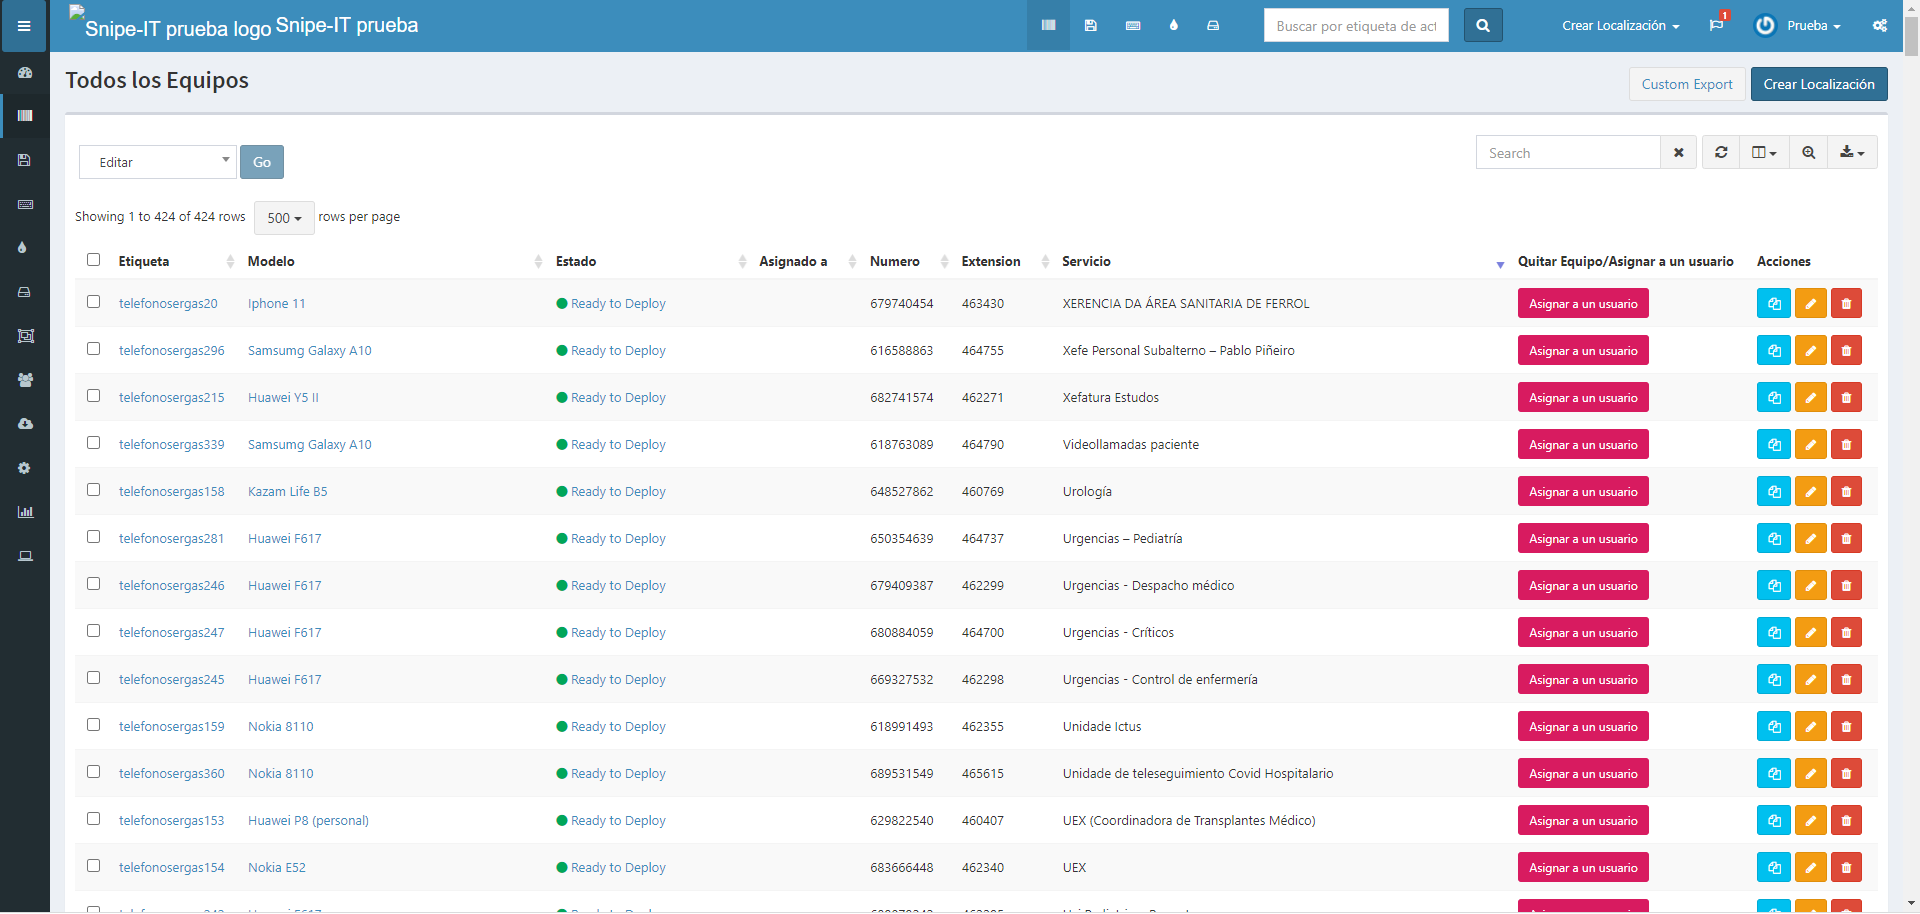 Snipe-IT prueba logo Snipe-IT prueba
Buscar por etiqueta de act
Crear Localización
1
Prueba
Todos los Equipos
Custom Export
Crear Localización
Editar
Go
Search
Showing 1 to 424 of 424 rows 500 rows per page
Etiqueta Modelo Estado Asignado a Numero Extension Servicio Quitar Equipo/Asignar a un usuario Acciones
telefonosergas20 Iphone 11 Ready to Deploy 679740454 463430 XERENCIA DA ÁREA SANITARIA DE FERROL Asignar a un usuario
telefonosergas296 Samsumg Galaxy A10 Ready to Deploy 616588863 464755 Xefe Personal Subalterno – Pablo Piñeiro Asignar a un usuario
telefonosergas215 Huawei Y5 II Ready to Deploy 682741574 462271 Xefatura Estudos Asignar a un usuario
telefonosergas339 Samsumg Galaxy A10 Ready to Deploy 618763089 464790 Videollamadas paciente Asignar a un usuario
telefonosergas158 Kazam Life B5 Ready to Deploy 648527862 460769 Urología Asignar a un usuario
telefonosergas281 Huawei F617 Ready to Deploy 650354639 464737 Urgencias – Pediatría Asignar a un usuario
telefonosergas246 Huawei F617 Ready to Deploy 679409387 462299 Urgencias - Despacho médico Asignar a un usuario
telefonosergas247 Huawei F617 Ready to Deploy 680884059 464700 Urgencias - Críticos Asignar a un usuario
telefonosergas245 Huawei F617 Ready to Deploy 669327532 462298 Urgencias - Control de enfermería Asignar a un usuario
telefonosergas159 Nokia 8110 Ready to Deploy 618991493 462355 Unidade Ictus Asignar a un usuario
telefonosergas360 Nokia 8110 Ready to Deploy 689531549 465615 Unidade de teleseguimiento Covid Hospitalario Asignar a un usuario
telefonosergas153 Huawei P8 (personal) Ready to Deploy 629822540 460407 UEX (Coordinadora de Transplantes Médico) Asignar a un usuario
telefonosergas154 Nokia E52 Ready to Deploy 683666448 462340 UEX Asignar a un usuario
Asignar a un usuario